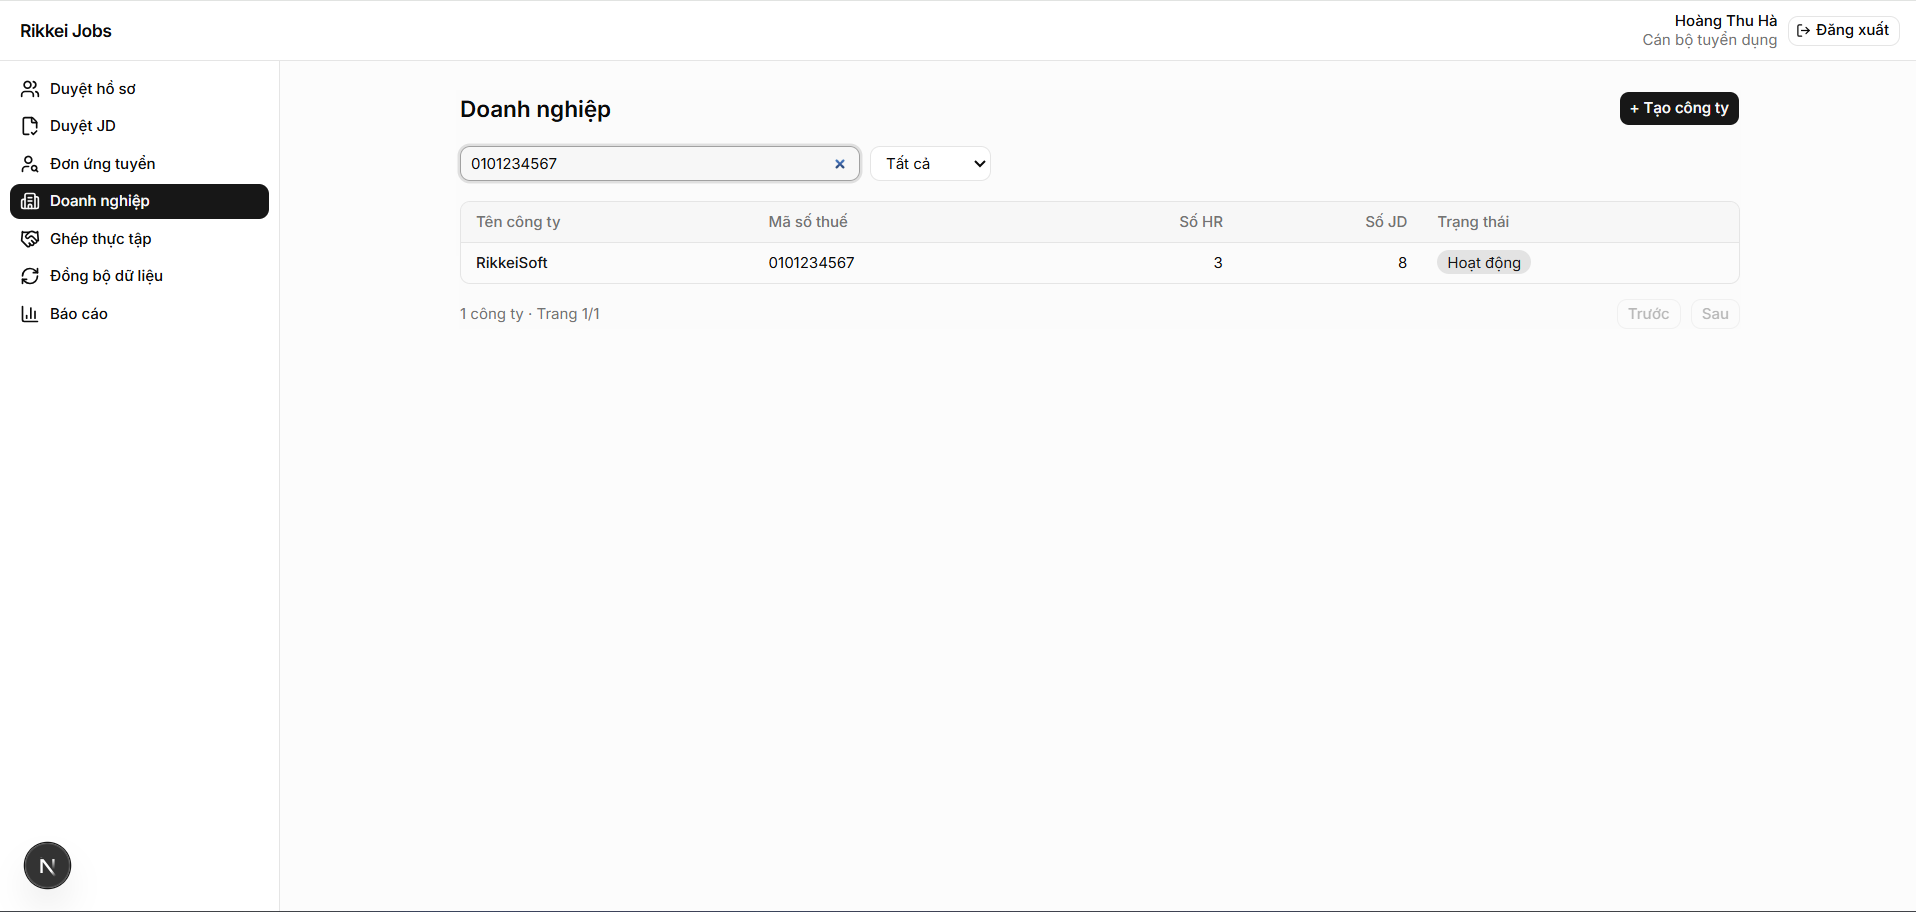 Rikkei Jobs
Hoàng Thu Hà
Cán bộ tuyển dụng
Đăng xuất
Duyệt hồ sơ
Duyệt JD
Đơn ứng tuyển
Doanh nghiệp
Ghép thực tập
Đồng bộ dữ liệu
Báo cáo
Doanh nghiệp
+ Tạo công ty
0101234567
Tất cả
Tên công ty Mã số thuế Số HR Số JD Trạng thái
RikkeiSoft 0101234567 3 8 Hoạt động
1 công ty · Trang 1/1
Trước Sau
N